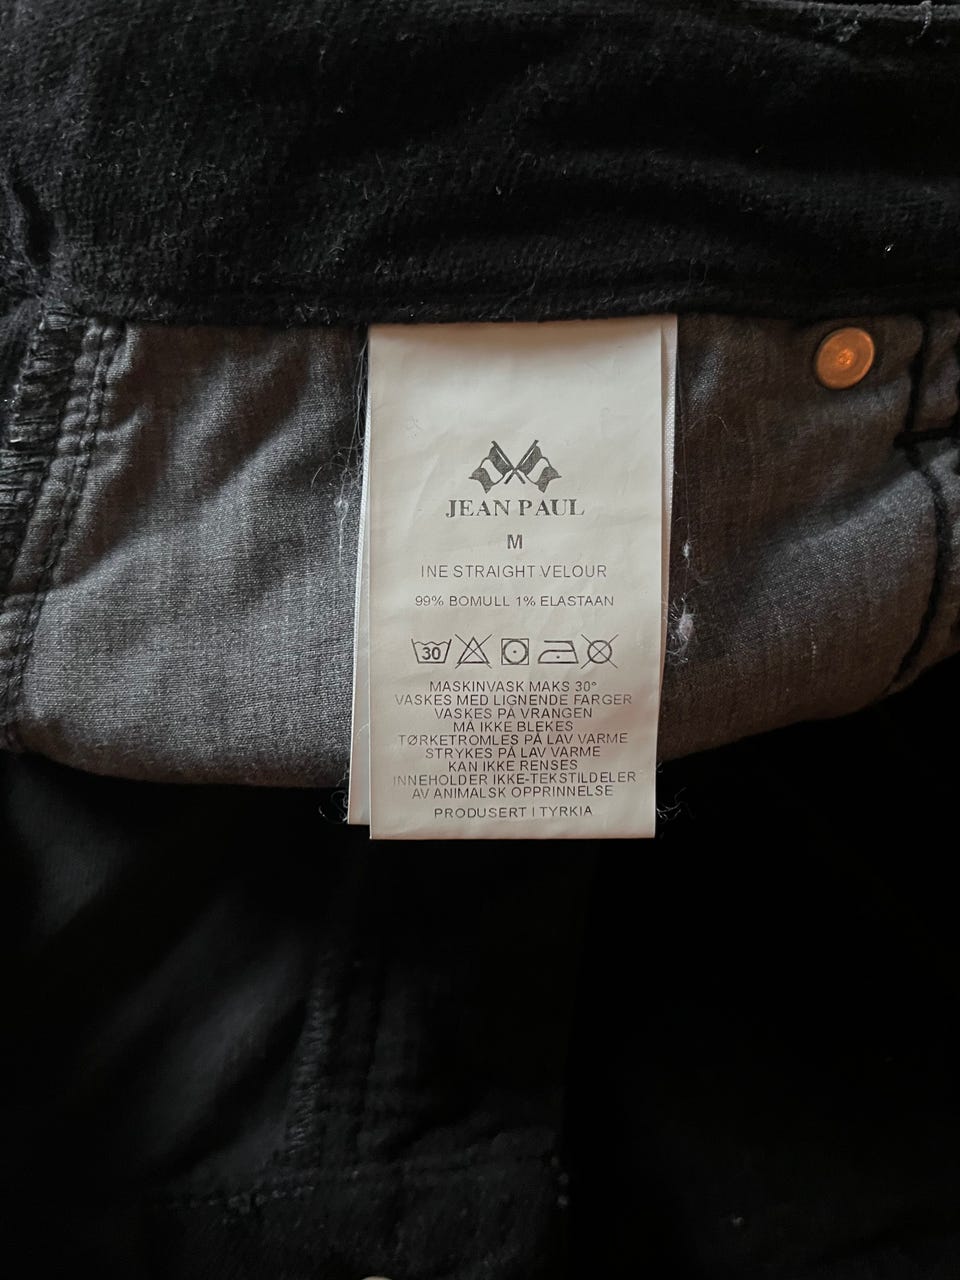 JEAN PAUL
M
INE STRAIGHT VELOUR
99% BOMULL 1% ELASTAAN
30
MASKINVASK MAKS 30°
VASKES MED LIGNENDE FARGER
VASKES PÅ VRANGEN
MÅ IKKE BLEKES
TØRKETROMLES PÅ LAV VARME
STRYKES PÅ LAV VARME
KAN IKKE RENSES
INNEHOLDER IKKE-TEKSTILDELER
AV ANIMALSK OPPRINNELSE
PRODUSERT I TYRKIA